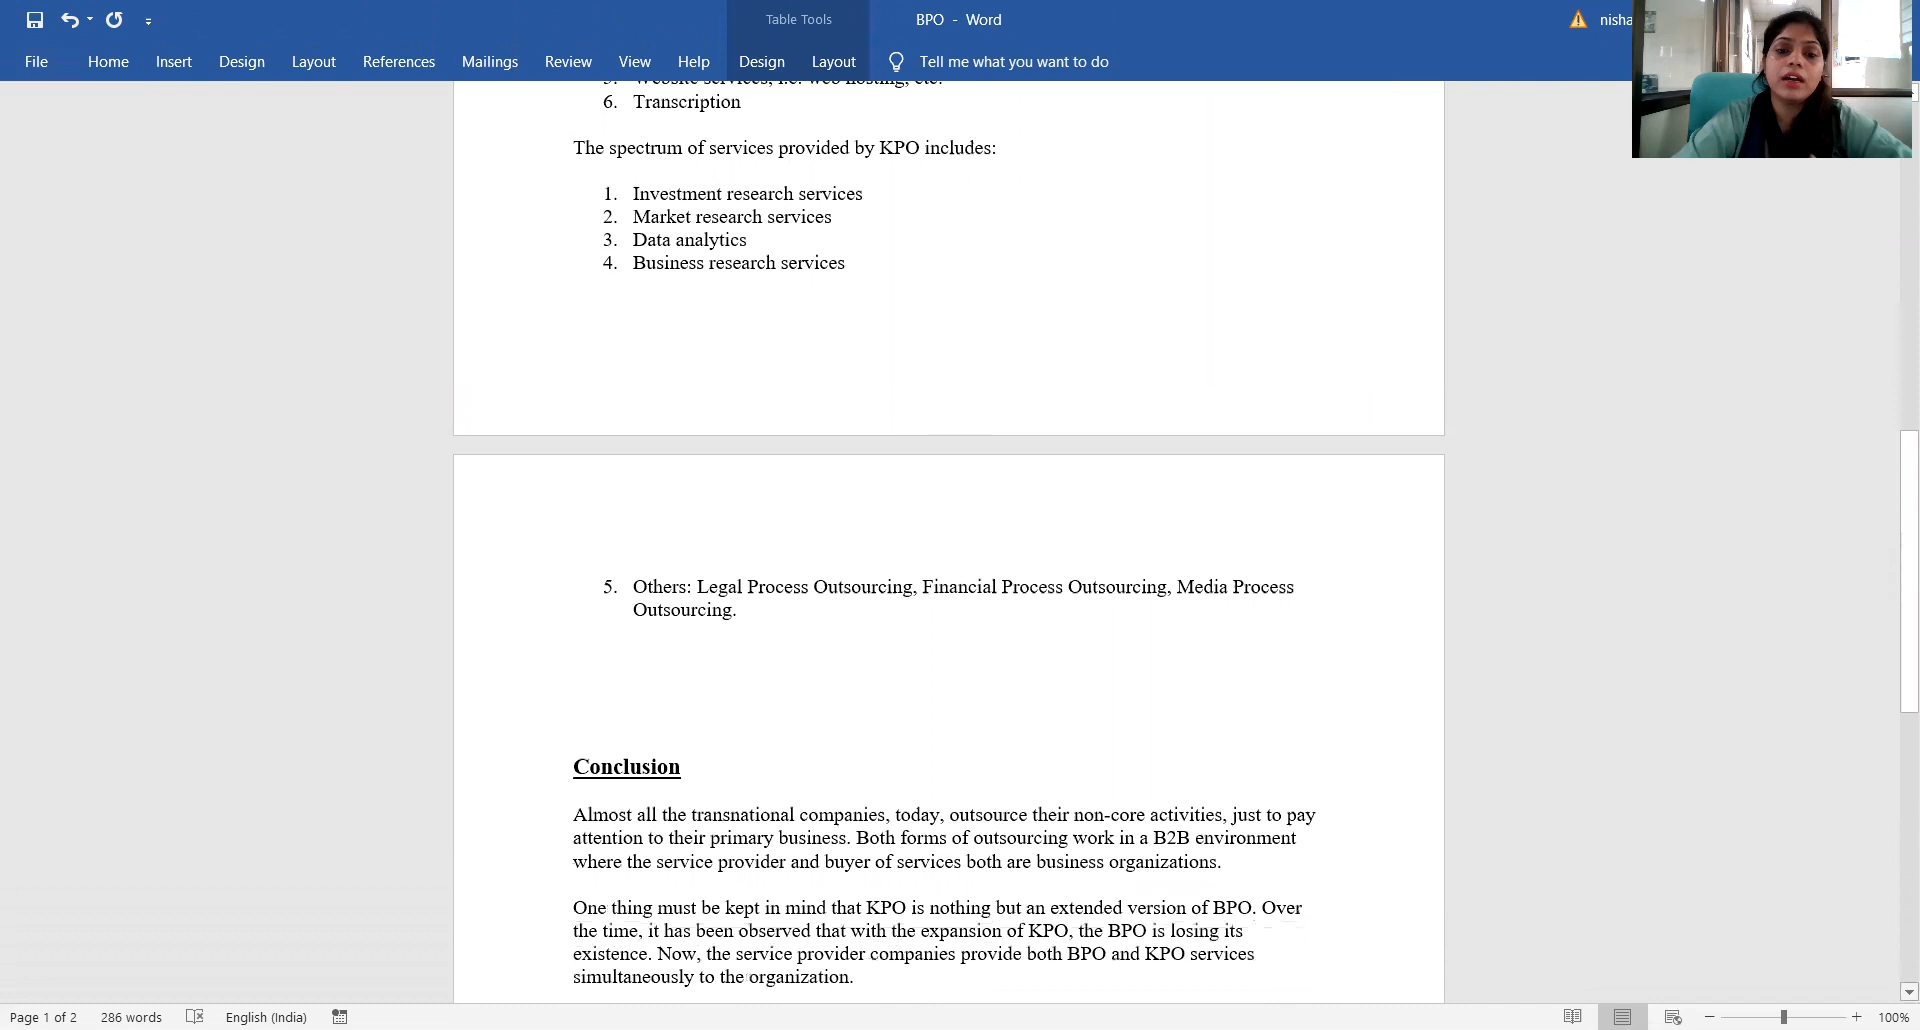 Table Tools
BPO - Word
nisha
File
Home
Insert
Design
Layout
References
Mailings
Review
View
Help
Design
Layout
Tell me what you want to do
5. Website services, i.e. web hosting, etc.
6. Transcription
The spectrum of services provided by KPO includes:
1. Investment research services
2. Market research services
3. Data analytics
4. Business research services
5. Others: Legal Process Outsourcing, Financial Process Outsourcing, Media Process
Outsourcing.
Conclusion
Almost all the transnational companies, today, outsource their non-core activities, just to pay
attention to their primary business. Both forms of outsourcing work in a B2B environment
where the service provider and buyer of services both are business organizations.
One thing must be kept in mind that KPO is nothing but an extended version of BPO. Over
the time, it has been observed that with the expansion of KPO, the BPO is losing its
existence. Now, the service provider companies provide both BPO and KPO services
simultaneously to the organization.
Page 1 of 2
286 words
English (India)
100%